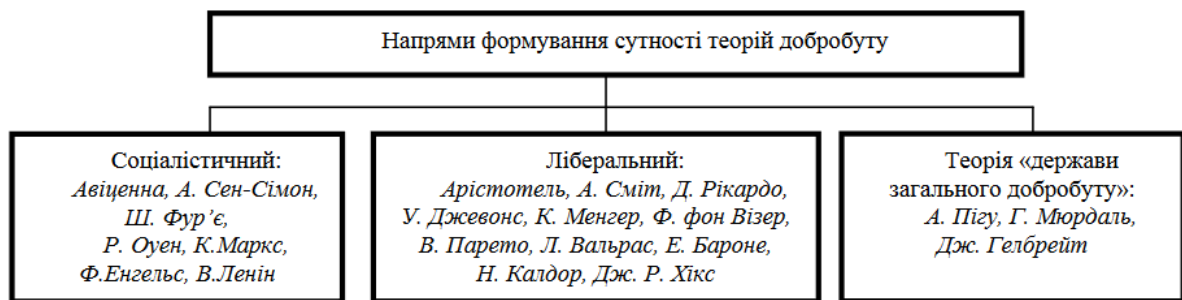 Напрями формування сутності теорій добробуту
Соціалістичний:
Авіценна, А. Сен-Сімон,
Ш. Фур’є,
Р. Оуен, К.Маркс,
Ф.Енгельс, В.Ленін
Ліберальний:
Арістотель, А. Сміт, Д. Рікардо,
У. Джевонс, К. Менгер, Ф. фон Візер,
В. Парето, Л. Вальрас, Е. Бароне,
Н. Калдор, Дж. Р. Хікс
Теорія «держави
загального добробуту»:
А. Пігу, Г. Мюрдаль,
Дж. Гелбрейт